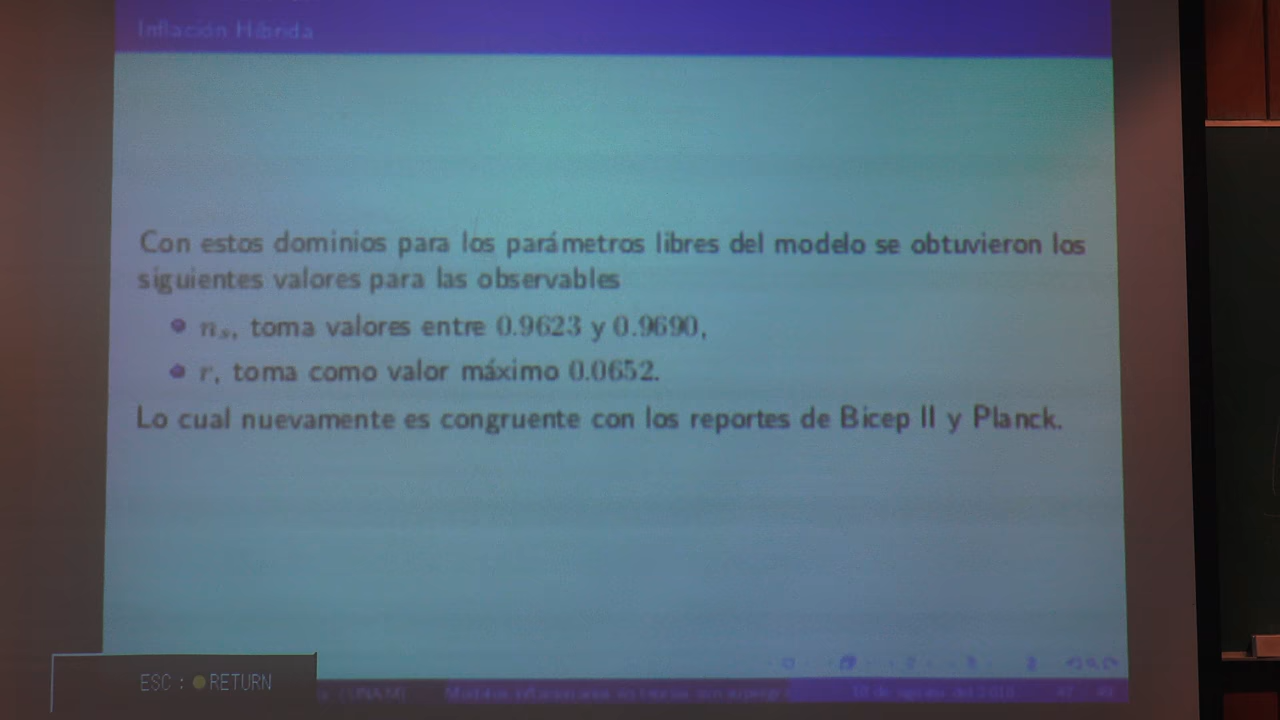 Inflación Híbrida
Con estos dominios para los parámetros libres del modelo se obtuvieron los
siguientes valores para las observables
n_s, toma valores entre 0.9623 y 0.9690,
r, toma como valor máximo 0.0652.
Lo cual nuevamente es congruente con los reportes de Bicep II y Planck.
ESC : RETURN
(UNAM)